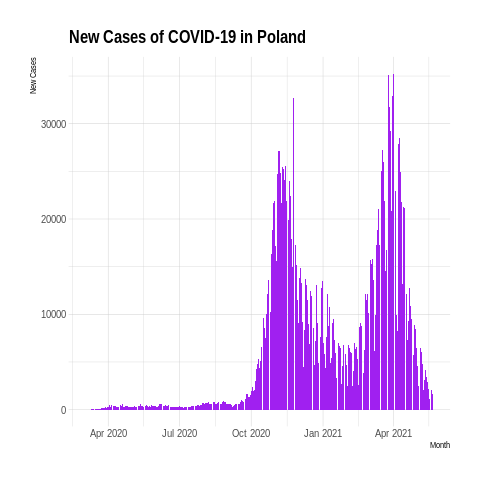 New Cases of COVID-19 in Poland
New Cases
30000
20000
10000
0
Apr 2020 Jul 2020 Oct 2020 Jan 2021 Apr 2021
Month